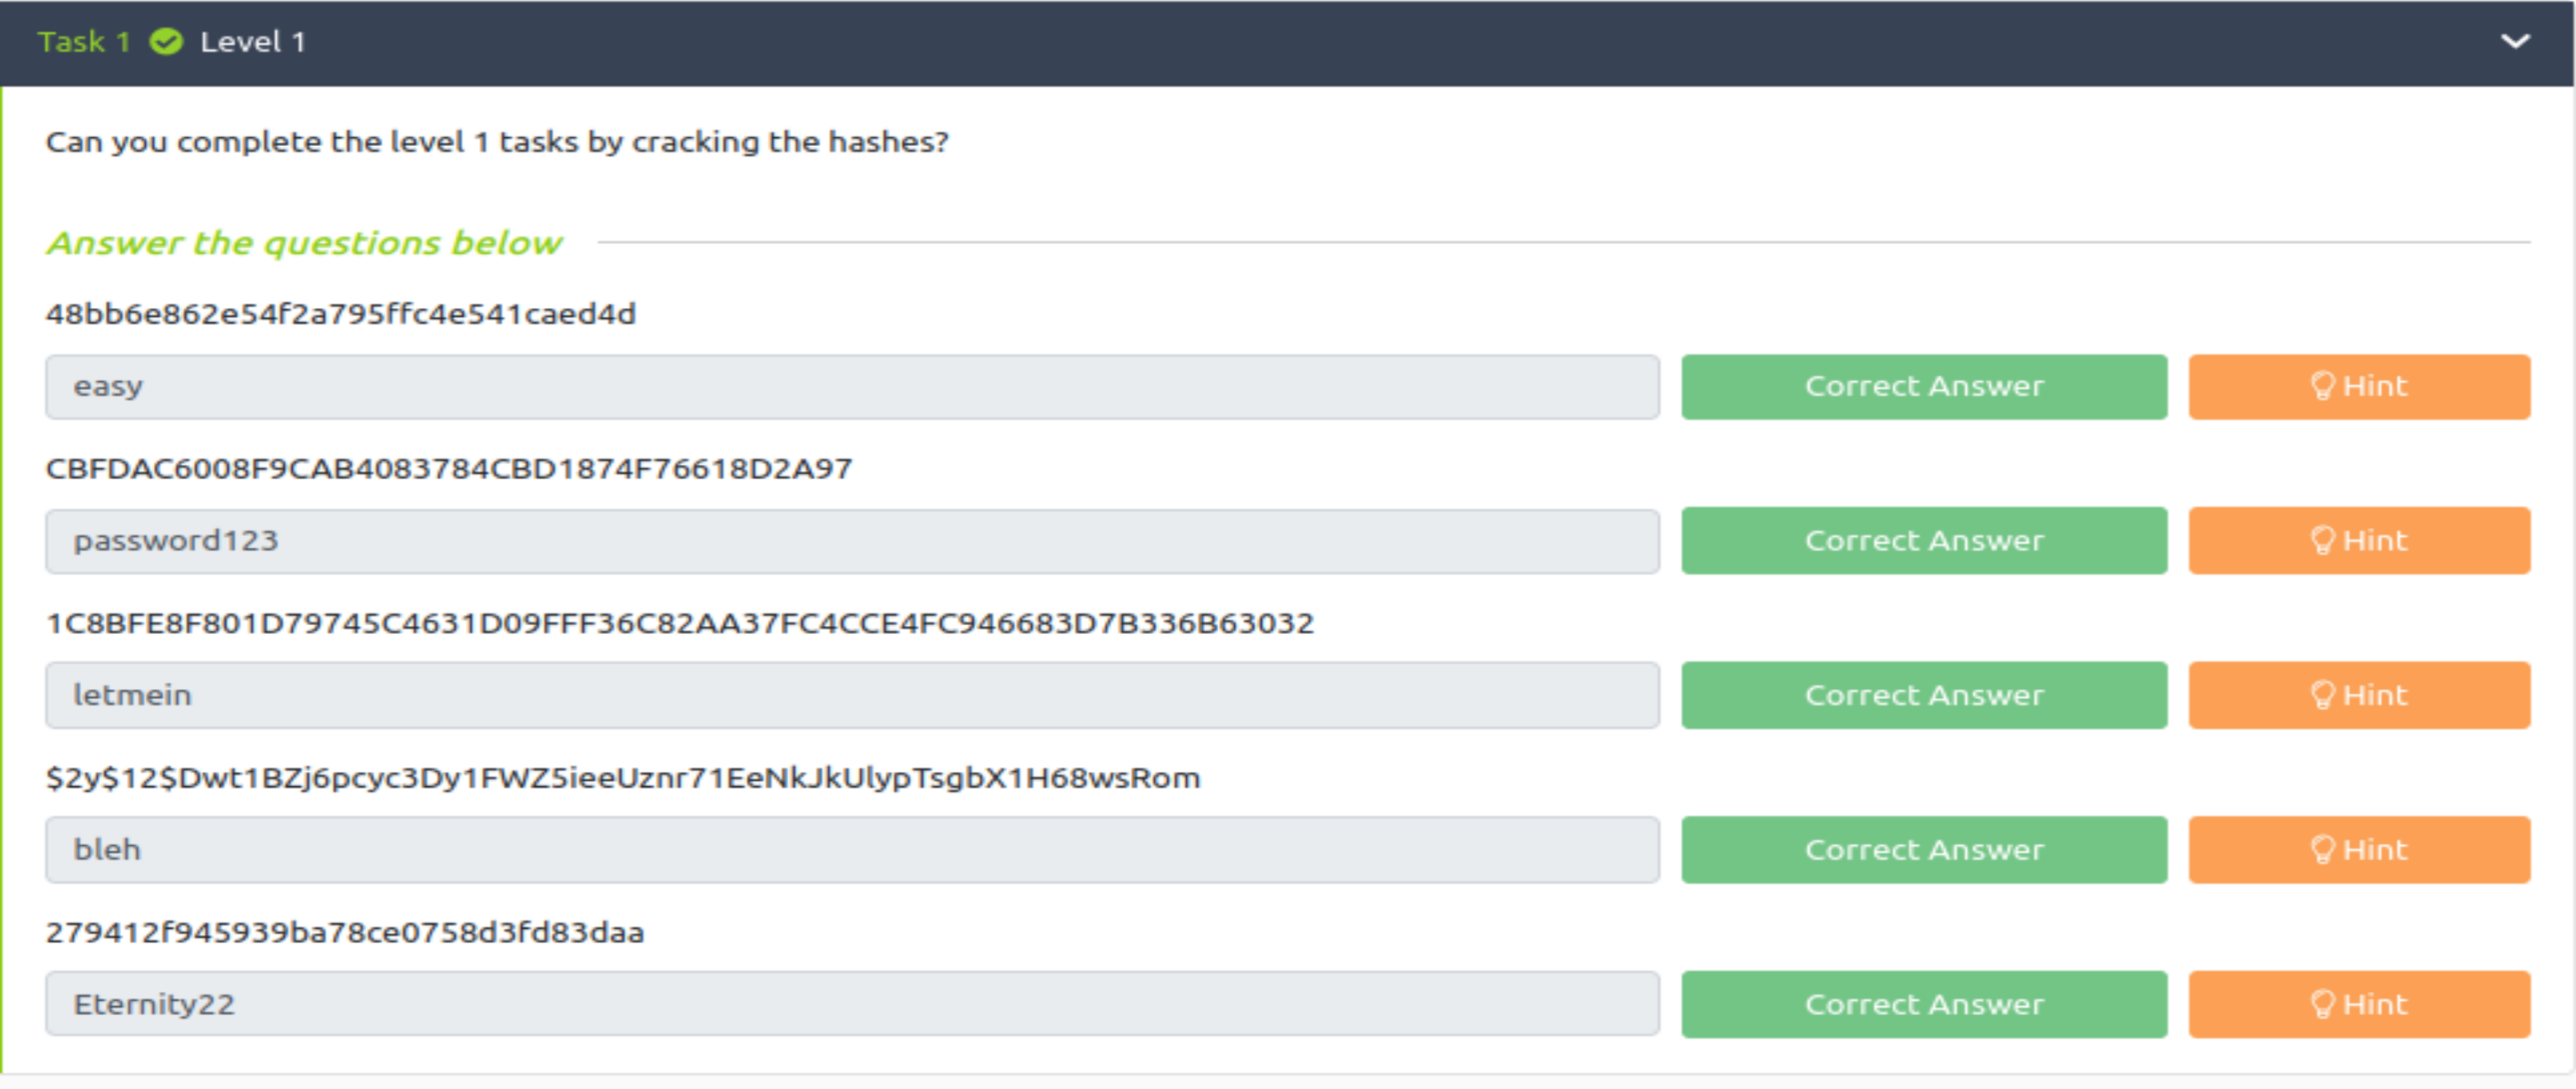 Task 1 Level 1
Can you complete the level 1 tasks by cracking the hashes?
Answer the questions below
48bb6e862e54f2a795ffc4e541caed4d
easy Correct Answer Hint
CBFDAC6008F9CAB4083784CBD1874F76618D2A97
password123 Correct Answer Hint
1C8BFE8F801D79745C4631D09FFF36C82AA37FC4CCE4FC946683D7B336B63032
letmein Correct Answer Hint
$2y$12$Dwt1BZj6pcyc3Dy1FWZ5ieeUznr71EeNkJkUlypTsgbX1H68wsRom
bleh Correct Answer Hint
279412f945939ba78ce0758d3fd83daa
Eternity22 Correct Answer Hint